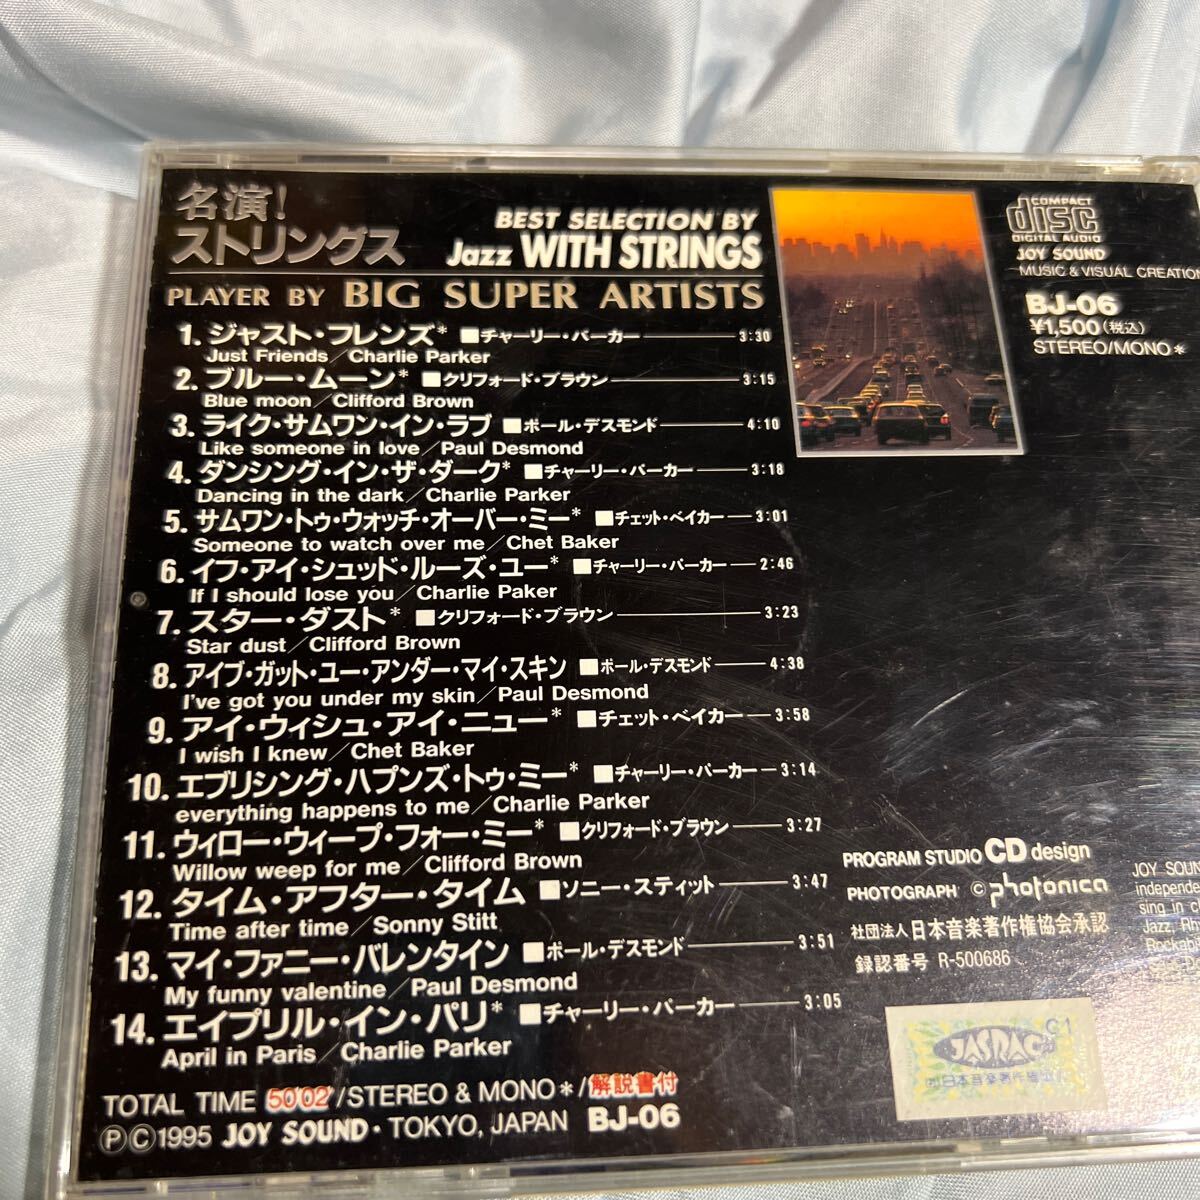 名演!
ストリングス
BEST SELECTION BY
Jazz WITH STRINGS
PLAYER BY BIG SUPER ARTISTS
1. ジャスト・フレンズ* ■チャーリー・パーカー 3:30
Just Friends／Charlie Parker
2. ブルー・ムーン* ■クリフォード・ブラウン 3:15
Blue moon／Clifford Brown
3. ライク・サムワン・イン・ラブ ■ポール・デスモンド 4:10
Like someone in love／Paul Desmond
4. ダンシング・イン・ザ・ダーク* ■チャーリー・パーカー 3:18
Dancing in the dark／Charlie Parker
5. サムワン・トゥ・ウォッチ・オーバー・ミー* ■チェット・ベイカー 3:01
Someone to watch over me／Chet Baker
6. イフ・アイ・シュッド・ルーズ・ユー* ■チャーリー・パーカー 2:46
If I should lose you／Charlie Paker
7. スター・ダスト* ■クリフォード・ブラウン 3:23
Star dust／Clifford Brown
8. アイブ・ガット・ユー・アンダー・マイ・スキン ■ポール・デスモンド 4:38
I've got you under my skin／Paul Desmond
9. アイ・ウィシュ・アイ・ニュー* ■チェット・ベイカー 3:58
I wish I knew／Chet Baker
10. エブリシング・ハプンズ・トゥ・ミー* ■チャーリー・パーカー 3:14
everything happens to me／Charlie Parker
11. ウィロー・ウィープ・フォー・ミー* ■クリフォード・ブラウン 3:27
Willow weep for me／Clifford Brown
12. タイム・アフター・タイム ■ソニー・スティット 3:47
Time after time／Sonny Stitt
13. マイ・ファニー・バレンタイン ■ポール・デスモンド 3:51
My funny valentine／Paul Desmond
14. エイプリル・イン・パリ* ■チャーリー・パーカー 3:05
April in Paris／Charlie Parker
TOTAL TIME 50'02"/STEREO & MONO*/解説書付
Ⓟ©1995 JOY SOUND・TOKYO, JAPAN BJ-06
COMPACT
disc
DIGITAL AUDIO
JOY SOUND
MUSIC & VISUAL CREATION
BJ-06
¥1,500(税込)
STEREO/MONO*
PROGRAM STUDIO CD design
PHOTOGRAPH © photonica
社団法人日本音楽著作権協会承認
録認番号 R-500686
JOY SOUN
independe
sing in c
Jazz, Rh
Rockab
JASRAC